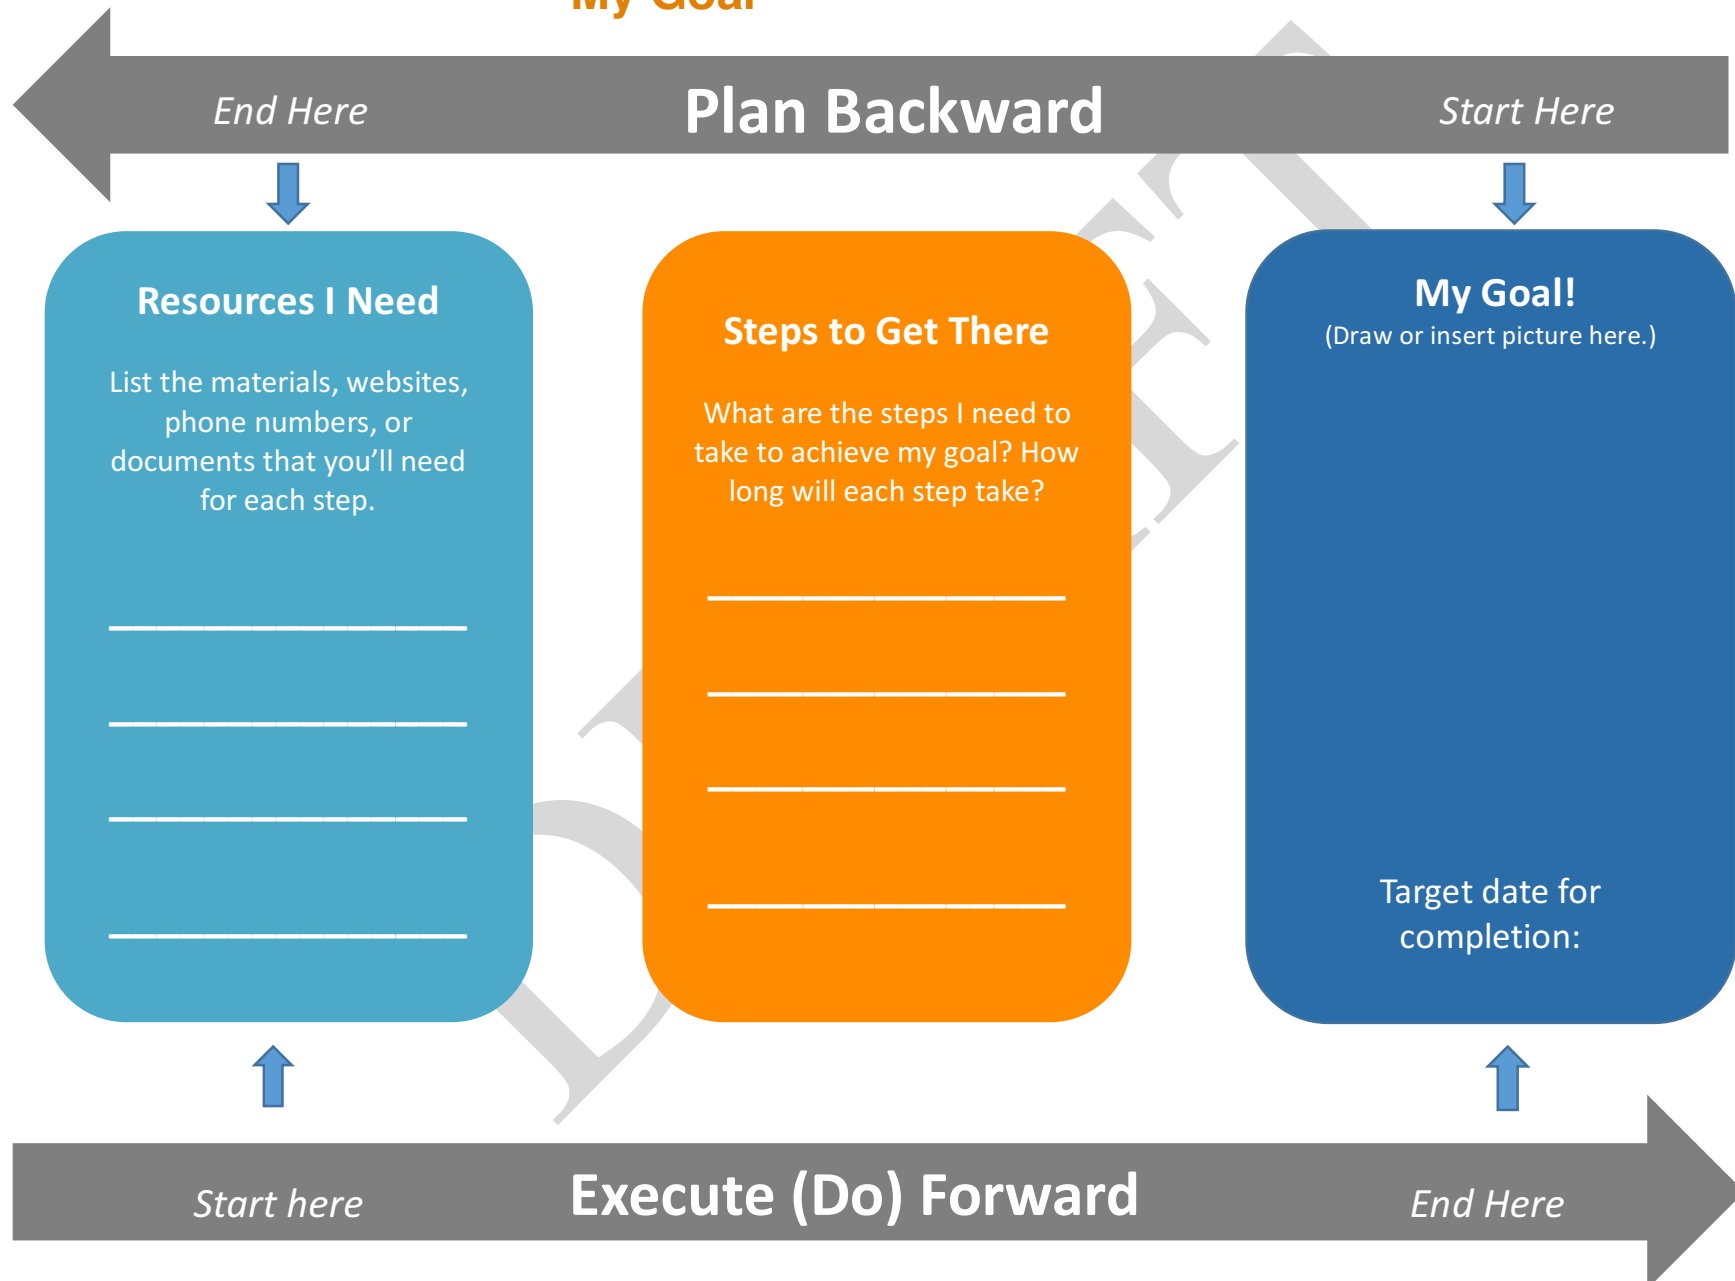 My Goal
End Here
Plan Backward
Start Here
Resources I Need
List the materials, websites,
phone numbers, or
documents that you’ll need
for each step.
Steps to Get There
What are the steps I need to
take to achieve my goal? How
long will each step take?
My Goal!
(Draw or insert picture here.)
Target date for
completion:
Start here
Execute (Do) Forward
End Here